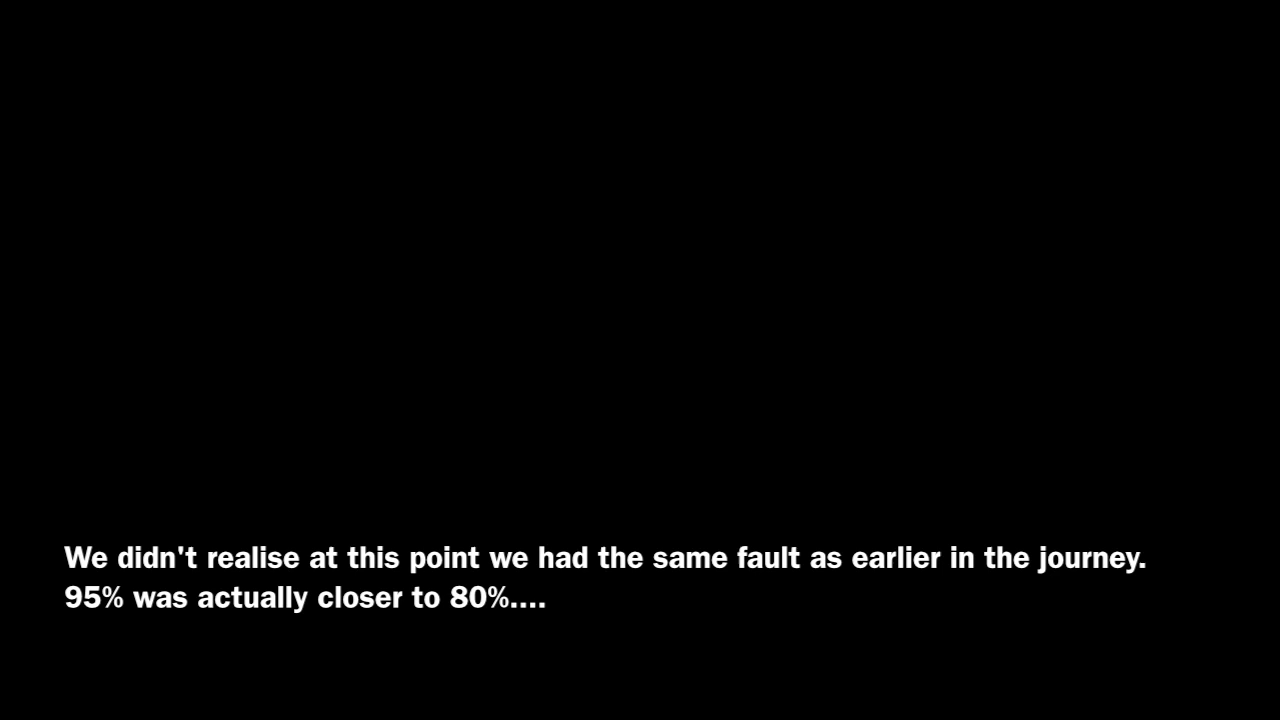 We didn't realise at this point we had the same fault as earlier in the journey.
95% was actually closer to 80%....